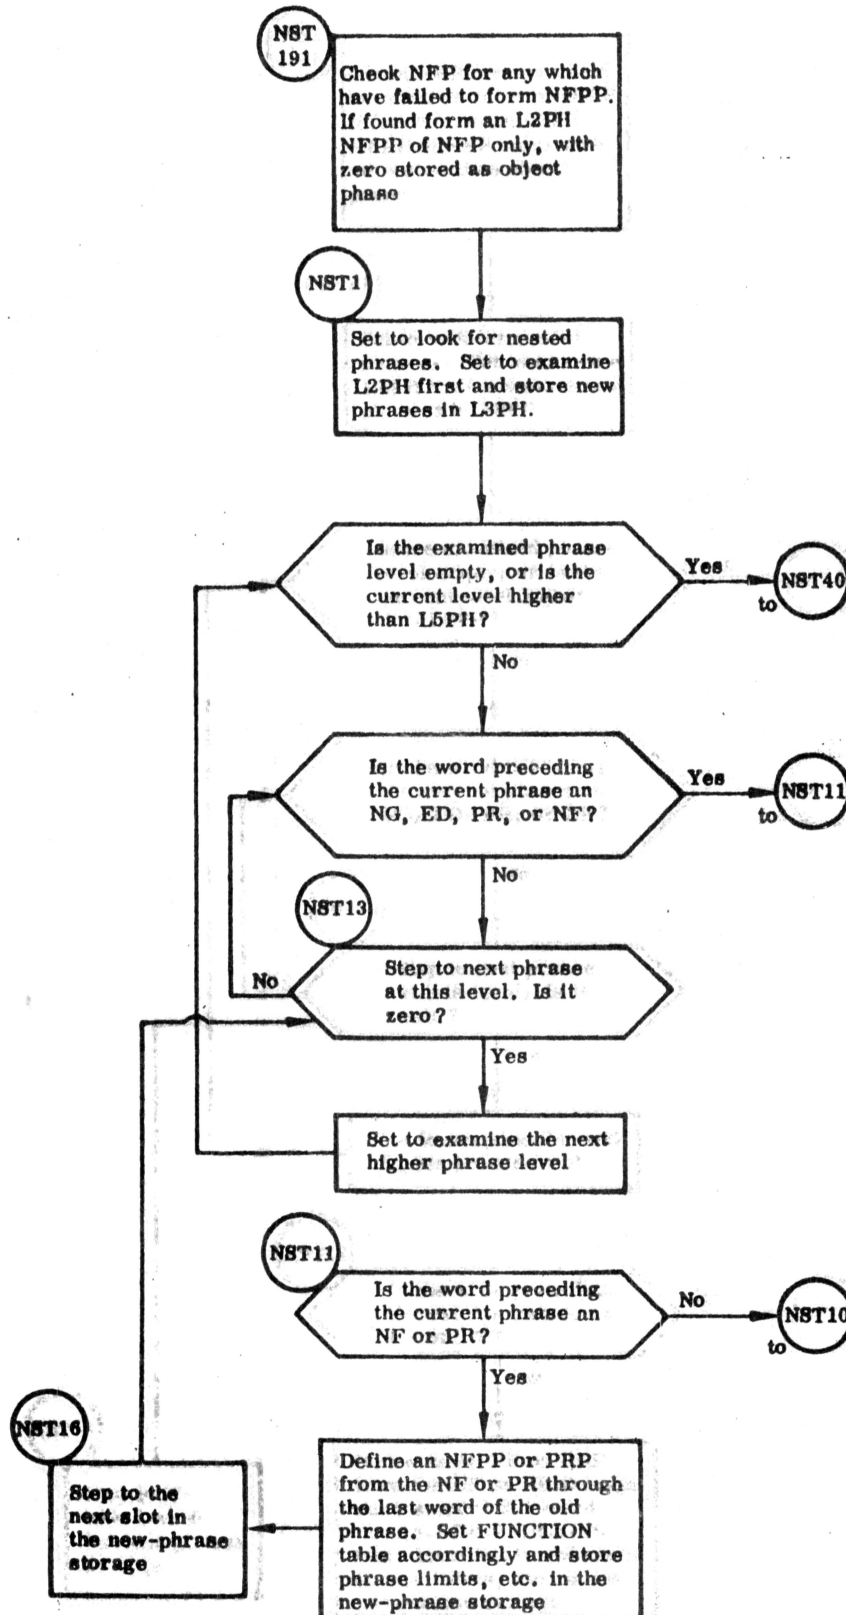 NST
191
Check NFP for any which
have failed to form NFPP.
If found form an L2PH
NFPP of NFP only, with
zero stored as object
phase
NST1
Set to look for nested
phrases. Set to examine
L2PH first and store new
phrases in L3PH.
Is the examined phrase
level empty, or is the
current level higher
than L5PH?
Yes
to
NST40
No
Is the word preceding
the current phrase an
NG, ED, PR, or NF?
Yes
to
NST11
No
NST13
Step to next phrase
at this level. Is it
zero?
No
Yes
Set to examine the next
higher phrase level
NST11
Is the word preceding
the current phrase an
NF or PR?
No
to
NST10
Yes
NST16
Step to the
next slot in
the new-phrase
storage
Define an NFPP or PRP
from the NF or PR through
the last word of the old
phrase. Set FUNCTION
table accordingly and store
phrase limits, etc. in the
new-phrase storage